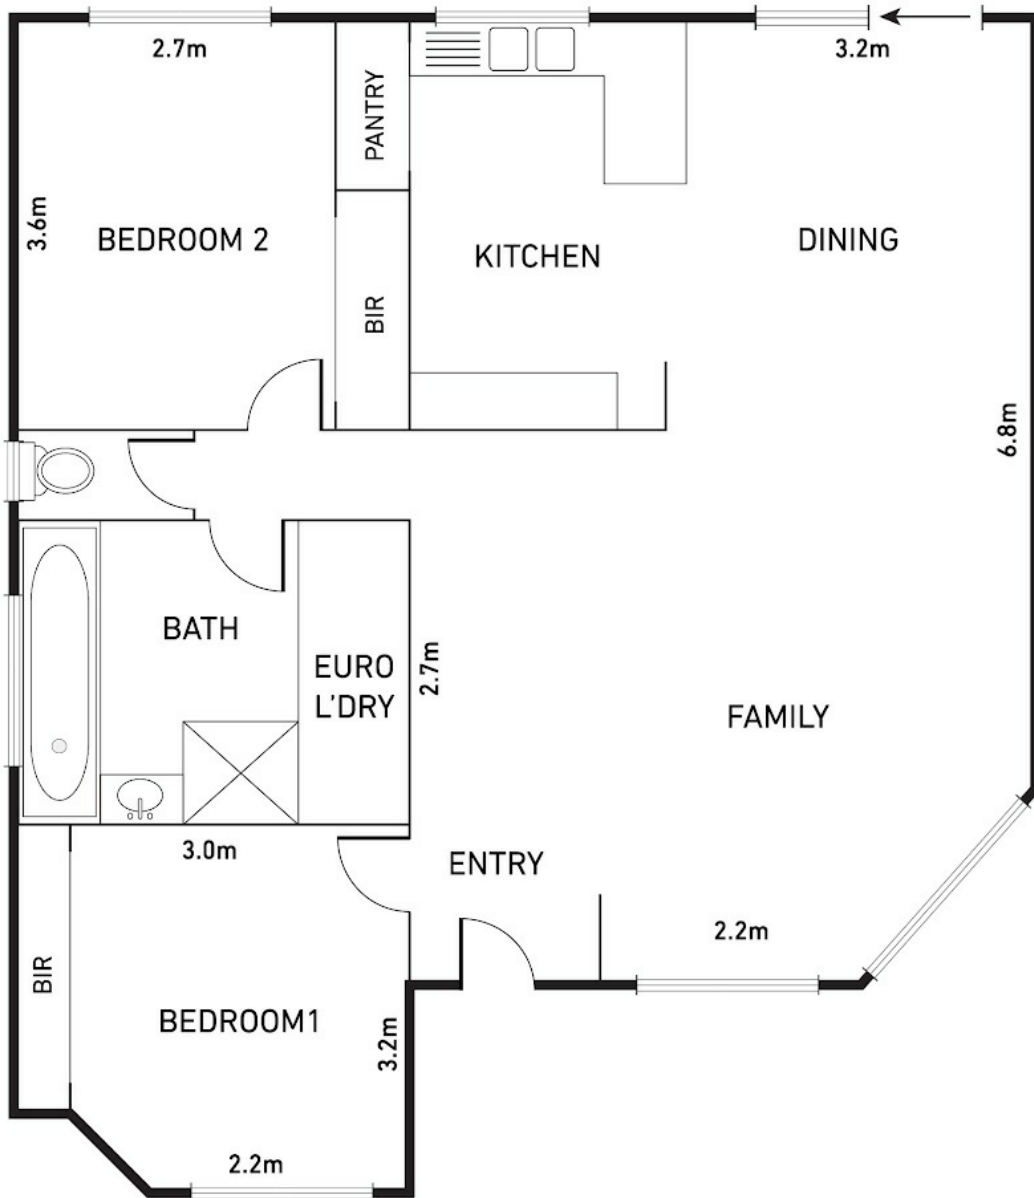 2.7m
3.2m
PANTRY
3.6m
BEDROOM 2
KITCHEN
DINING
BIR
6.8m
BATH
EURO
L'DRY
2.7m
FAMILY
3.0m
ENTRY
2.2m
BIR
BEDROOM1
3.2m
2.2m